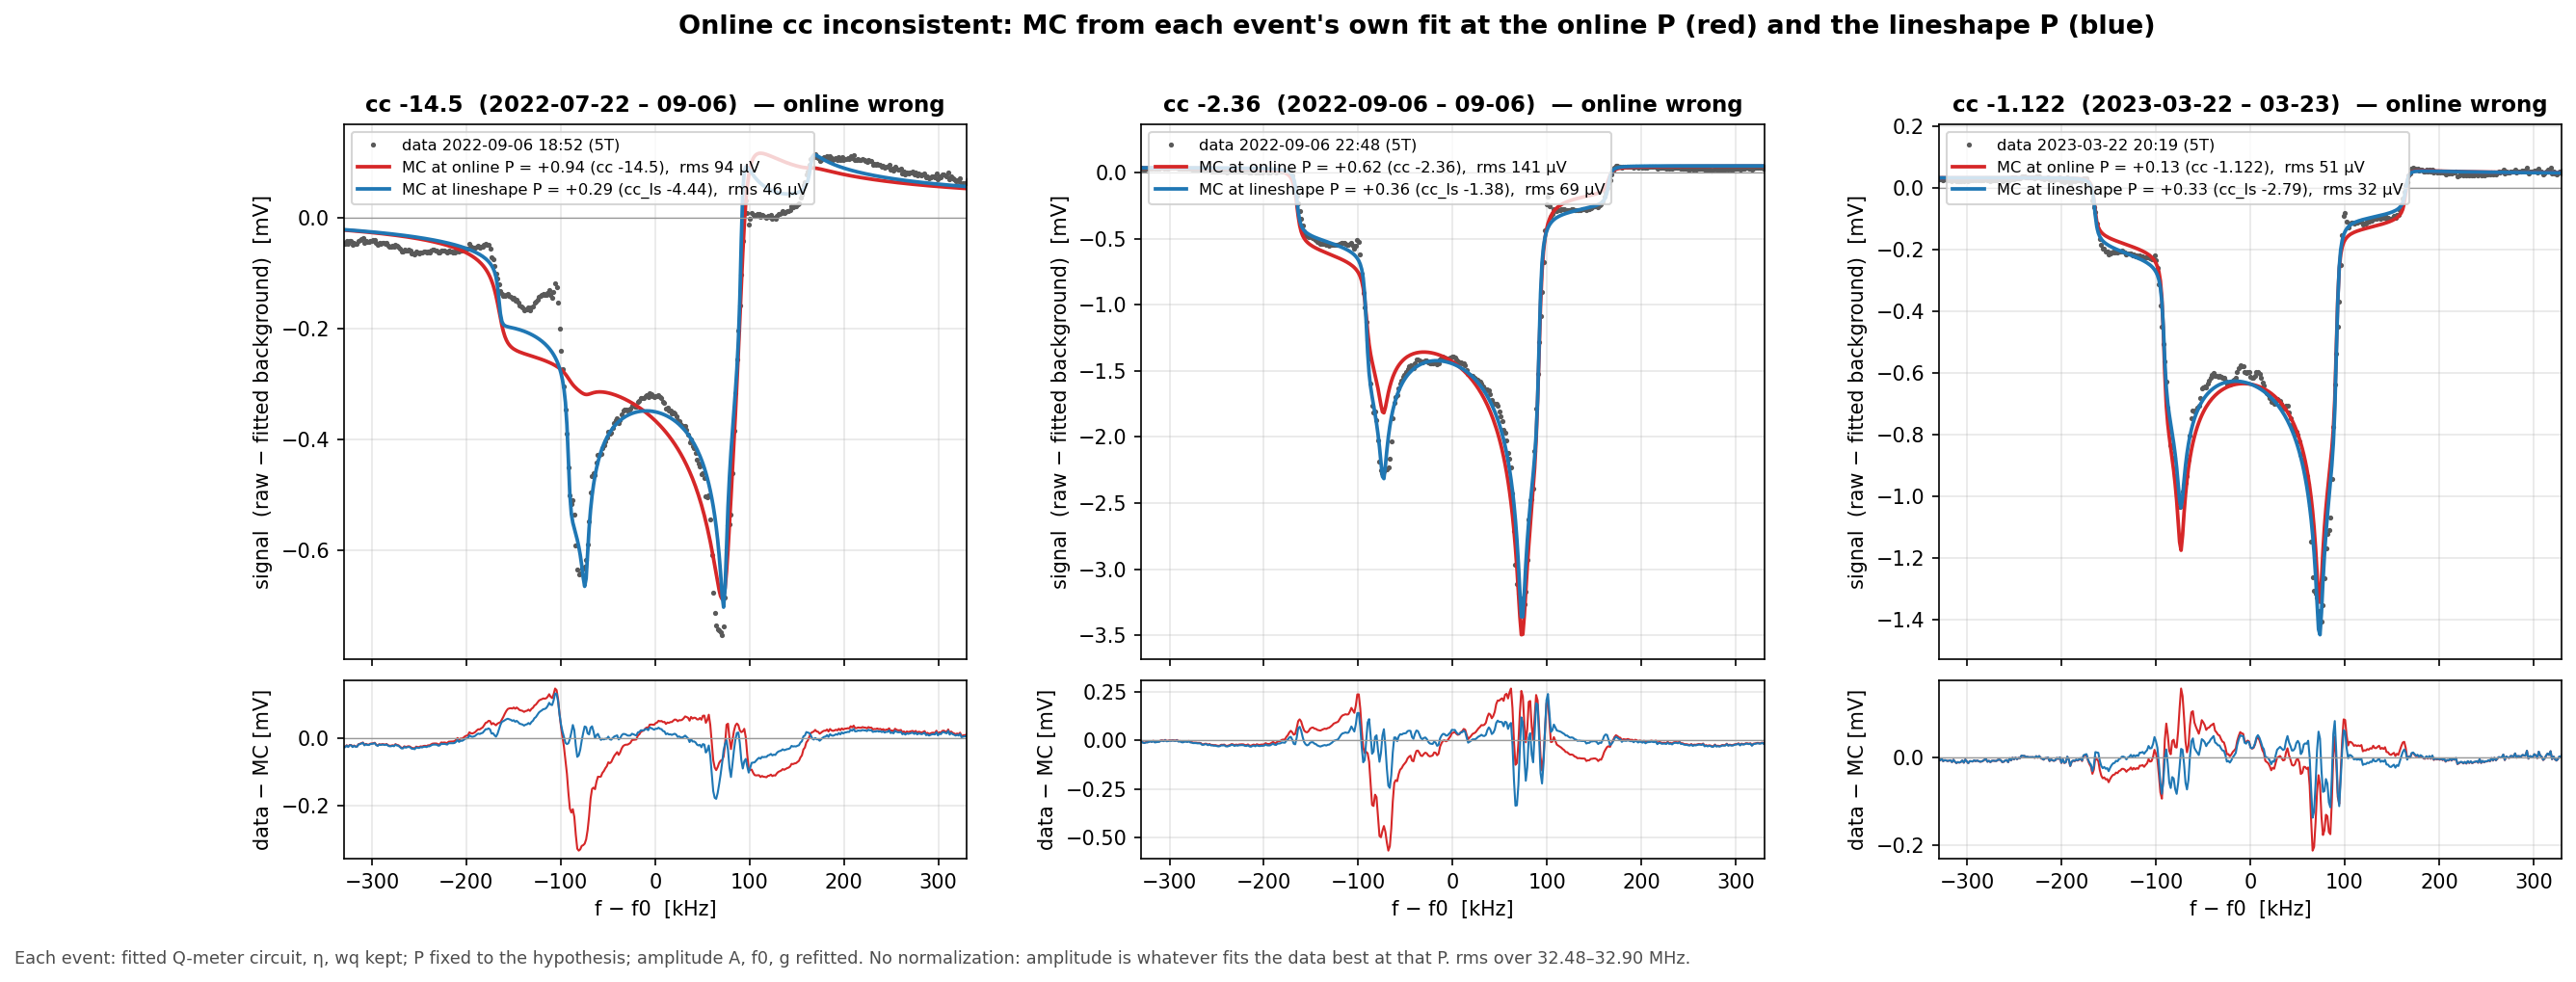 Online cc inconsistent: MC from each event's own fit at the online P (red) and the lineshape P (blue)
cc -14.5  (2022-07-22 – 09-06)  — online wrong
data 2022-09-06 18:52 (5T)
MC at online P = +0.94 (cc -14.5),  rms 94 µV
MC at lineshape P = +0.29 (cc_ls -4.44),  rms 46 µV
signal  (raw − fitted background)  [mV]
0.0
−0.2
−0.4
−0.6
data − MC [mV]
0.0
−0.2
−300
−200
−100
0
100
200
300
f − f0  [kHz]
cc -2.36  (2022-09-06 – 09-06)  — online wrong
data 2022-09-06 22:48 (5T)
MC at online P = +0.62 (cc -2.36),  rms 141 µV
MC at lineshape P = +0.36 (cc_ls -1.38),  rms 69 µV
signal  (raw − fitted background)  [mV]
0.0
−0.5
−1.0
−1.5
−2.0
−2.5
−3.0
−3.5
data − MC [mV]
0.25
0.00
−0.25
−0.50
−300
−200
−100
0
100
200
300
f − f0  [kHz]
cc -1.122  (2023-03-22 – 03-23)  — online wrong
data 2023-03-22 20:19 (5T)
MC at online P = +0.13 (cc -1.122),  rms 51 µV
MC at lineshape P = +0.33 (cc_ls -2.79),  rms 32 µV
signal  (raw − fitted background)  [mV]
0.2
0.0
−0.2
−0.4
−0.6
−0.8
−1.0
−1.2
−1.4
data − MC [mV]
0.0
−0.2
−300
−200
−100
0
100
200
300
f − f0  [kHz]
Each event: fitted Q-meter circuit, η, wq kept; P fixed to the hypothesis; amplitude A, f0, g refitted. No normalization: amplitude is whatever fits the data best at that P. rms over 32.48–32.90 MHz.